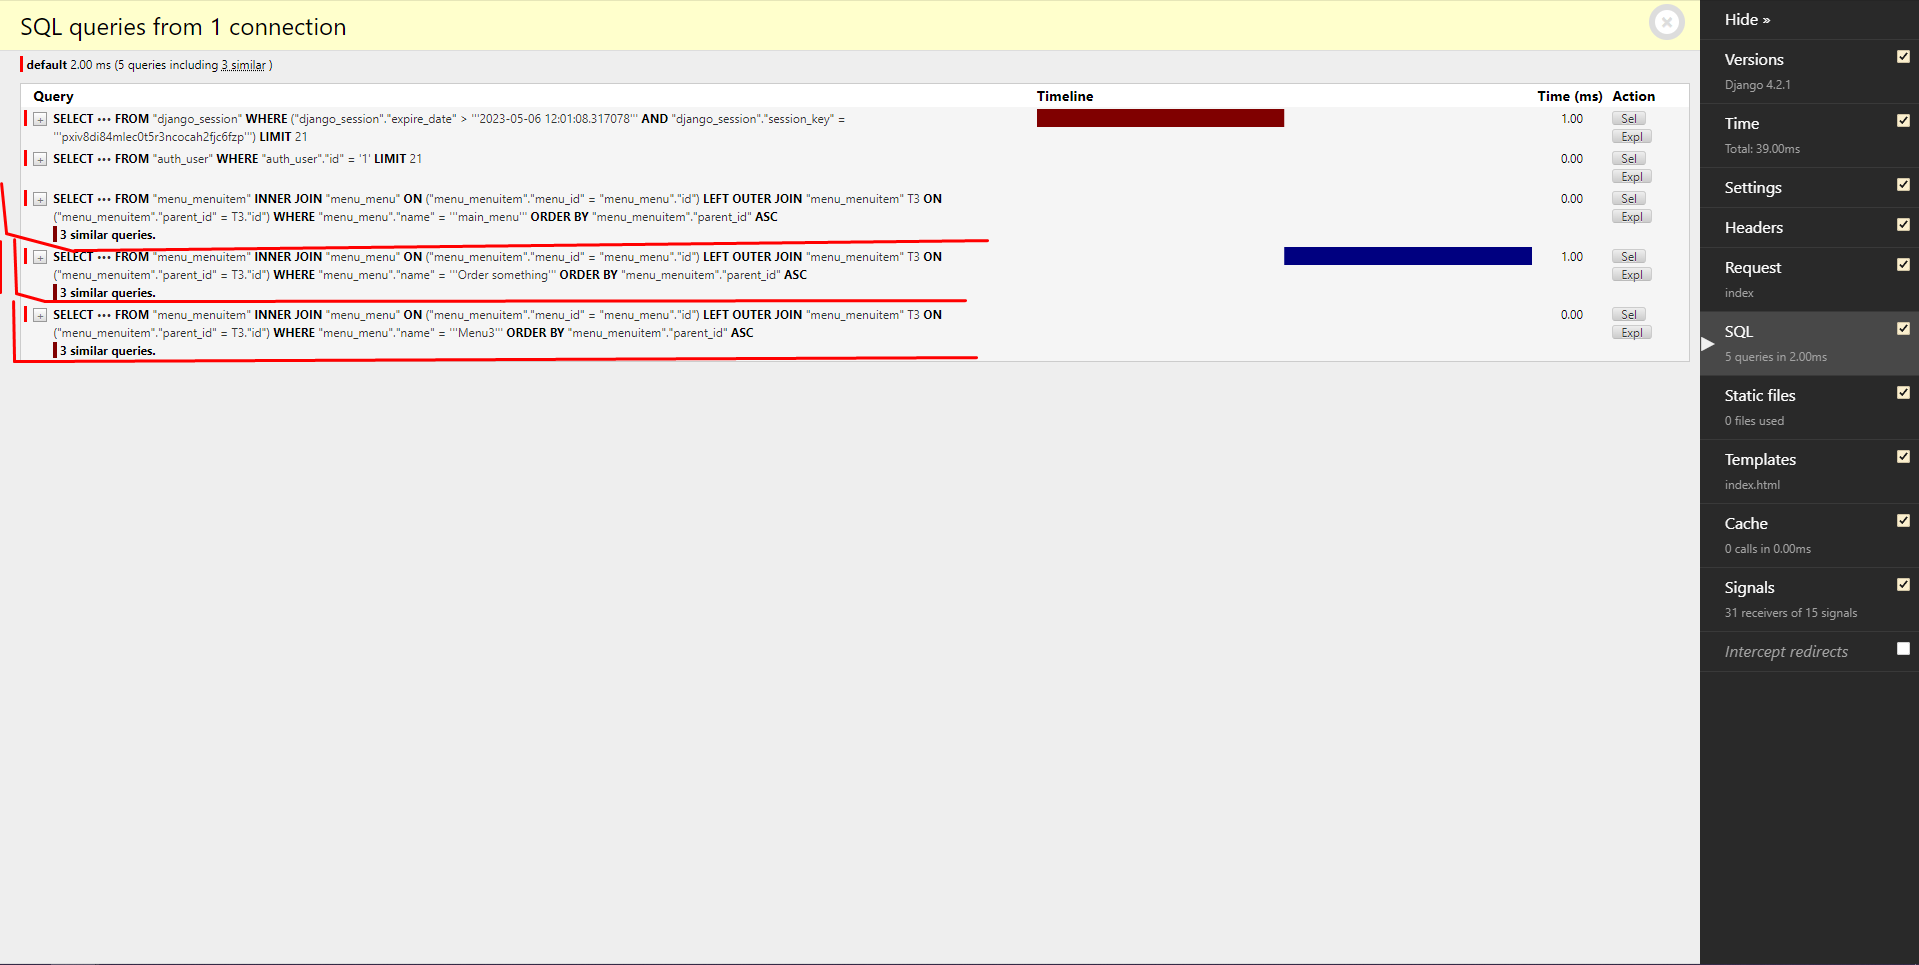 SQL queries from 1 connection
default 2.00 ms (5 queries including 3 similar )
Query Timeline Time (ms) Action
+ SELECT ••• FROM "django_session" WHERE ("django_session"."expire_date" > '''2023-05-06 12:01:08.317078''' AND "django_session"."session_key" = 1.00 Sel
'''pxiv8di84mlec0t5r3ncocah2fjc6fzp''') LIMIT 21 Expl
+ SELECT ••• FROM "auth_user" WHERE "auth_user"."id" = '1' LIMIT 21 0.00 Sel
Expl
+ SELECT ••• FROM "menu_menuitem" INNER JOIN "menu_menu" ON ("menu_menuitem"."menu_id" = "menu_menu"."id") LEFT OUTER JOIN "menu_menuitem" T3 ON 0.00 Sel
("menu_menuitem"."parent_id" = T3."id") WHERE "menu_menu"."name" = '''main_menu''' ORDER BY "menu_menuitem"."parent_id" ASC Expl
3 similar queries.
+ SELECT ••• FROM "menu_menuitem" INNER JOIN "menu_menu" ON ("menu_menuitem"."menu_id" = "menu_menu"."id") LEFT OUTER JOIN "menu_menuitem" T3 ON 1.00 Sel
("menu_menuitem"."parent_id" = T3."id") WHERE "menu_menu"."name" = '''Order something''' ORDER BY "menu_menuitem"."parent_id" ASC Expl
3 similar queries.
+ SELECT ••• FROM "menu_menuitem" INNER JOIN "menu_menu" ON ("menu_menuitem"."menu_id" = "menu_menu"."id") LEFT OUTER JOIN "menu_menuitem" T3 ON 0.00 Sel
("menu_menuitem"."parent_id" = T3."id") WHERE "menu_menu"."name" = '''Menu3''' ORDER BY "menu_menuitem"."parent_id" ASC Expl
3 similar queries.
Hide »
Versions
Django 4.2.1
Time
Total: 39.00ms
Settings
Headers
Request
index
SQL
5 queries in 2.00ms
Static files
0 files used
Templates
index.html
Cache
0 calls in 0.00ms
Signals
31 receivers of 15 signals
Intercept redirects